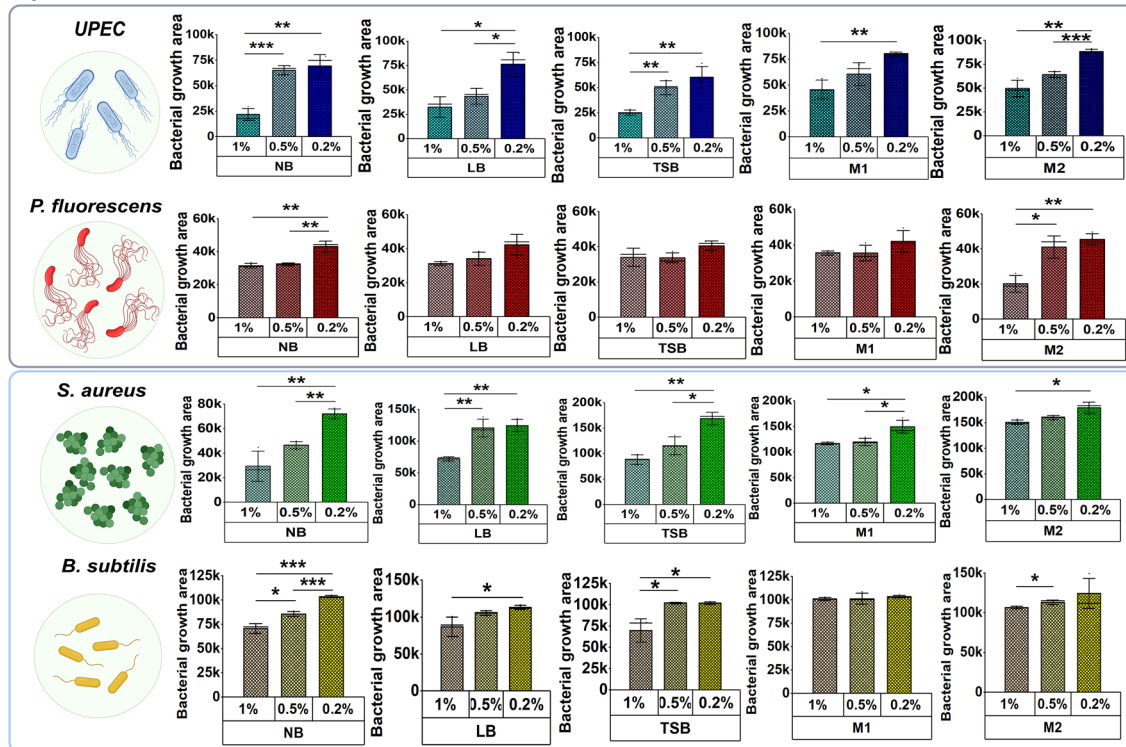 UPEC
Bacterial growth area
100k
75k
50k
25k
0
**
***
1% 0.5% 0.2%
NB
Bacterial growth area
100k
75k
50k
25k
0
*
*
1% 0.5% 0.2%
LB
Bacterial growth area
100k
75k
50k
25k
0
**
**
1% 0.5% 0.2%
TSB
Bacterial growth area
100k
75k
50k
25k
0
**
1% 0.5% 0.2%
M1
Bacterial growth area
100k
75k
50k
25k
0
**
***
1% 0.5% 0.2%
M2
P. fluorescens
Bacterial growth area
60k
40k
20k
0
**
**
1% 0.5% 0.2%
NB
Bacterial growth area
60k
40k
20k
0
1% 0.5% 0.2%
LB
Bacterial growth area
60k
40k
20k
0
1% 0.5% 0.2%
TSB
Bacterial growth area
60k
40k
20k
0
1% 0.5% 0.2%
M1
Bacterial growth area
60k
40k
20k
0
**
*
1% 0.5% 0.2%
M2
S. aureus
Bacterial growth area
80k
60k
40k
20k
0
**
**
1% 0.5% 0.2%
NB
Bacterial growth area
150k
100k
50k
0
**
**
1% 0.5% 0.2%
LB
Bacterial growth area
200k
150k
100k
50k
0
**
*
1% 0.5% 0.2%
TSB
Bacterial growth area
200k
150k
100k
50k
0
*
*
1% 0.5% 0.2%
M1
Bacterial growth area
200k
150k
100k
50k
0
*
1% 0.5% 0.2%
M2
B. subtilis
Bacterial growth area
125k
100k
75k
50k
25k
0
***
***
*
1% 0.5% 0.2%
NB
Bacterial growth area
150k
100k
50k
0
*
1% 0.5% 0.2%
LB
Bacterial growth area
125k
100k
75k
50k
25k
0
*
*
1% 0.5% 0.2%
TSB
Bacterial growth area
125k
100k
75k
50k
25k
0
1% 0.5% 0.2%
M1
Bacterial growth area
150k
100k
50k
0
*
1% 0.5% 0.2%
M2